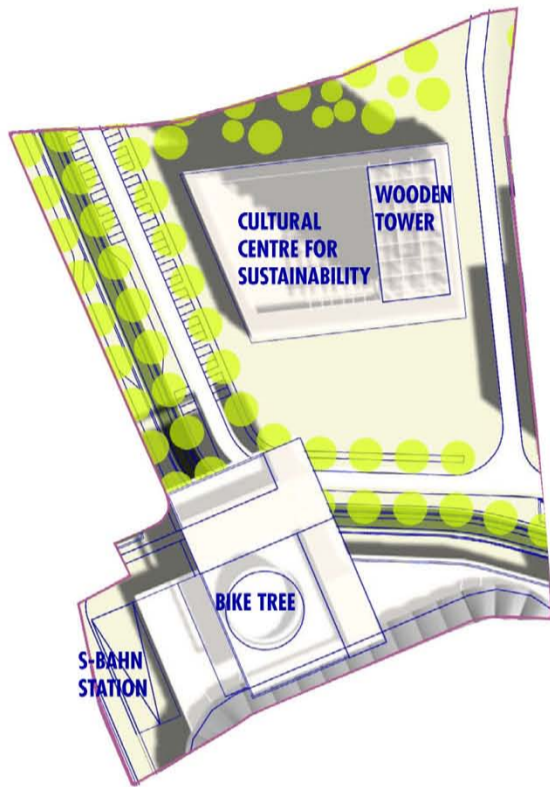 WOODEN
TOWER
CULTURAL
CENTRE FOR
SUSTAINABILITY
BIKE TREE
S-BAHN
STATION